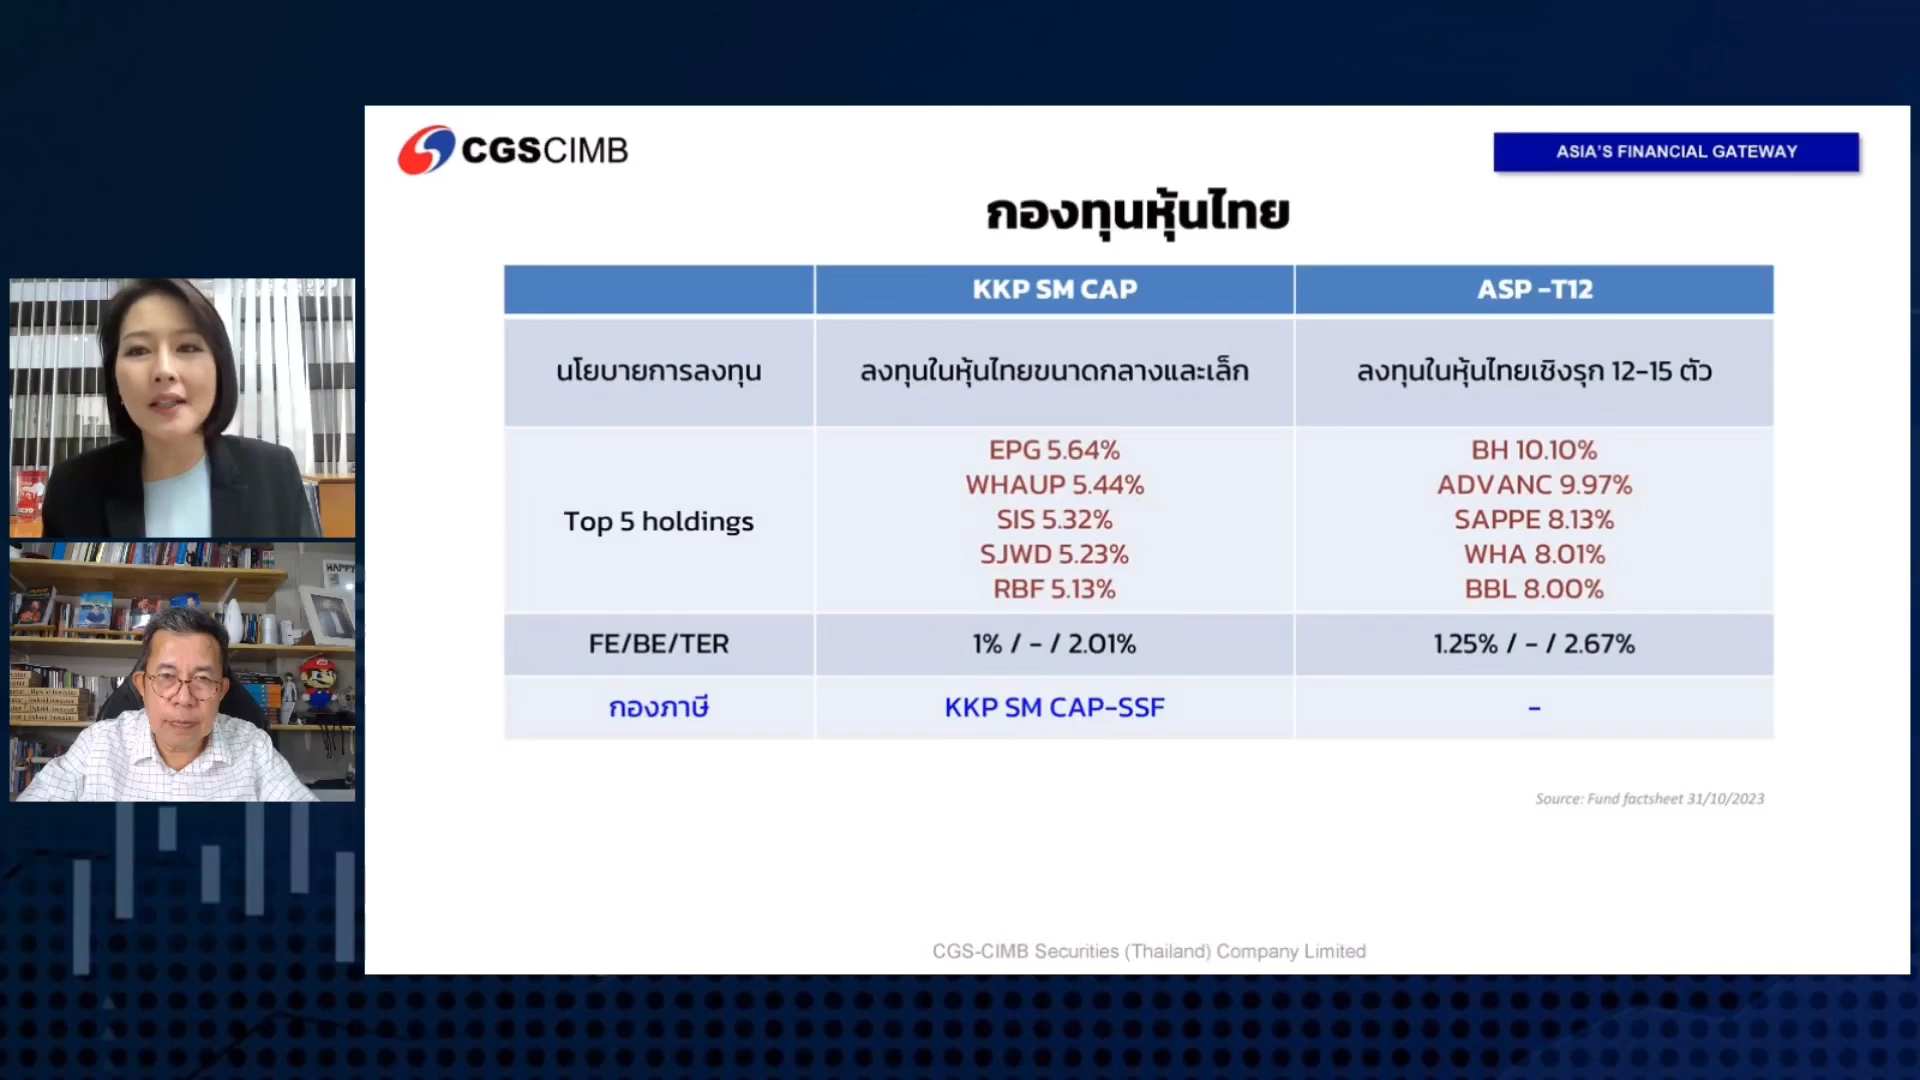 CGSCIMB
ASIA'S FINANCIAL GATEWAY
กองทุนหุ้นไทย
KKP SM CAP
ASP -T12
นโยบายการลงทุน
ลงทุนในหุ้นไทยขนาดกลางและเล็ก
ลงทุนในหุ้นไทยเชิงรุก 12-15 ตัว
Top 5 holdings
EPG 5.64%
WHAUP 5.44%
SIS 5.32%
SJWD 5.23%
RBF 5.13%
BH 10.10%
ADVANC 9.97%
SAPPE 8.13%
WHA 8.01%
BBL 8.00%
FE/BE/TER
1% / - / 2.01%
1.25% / - / 2.67%
กองภาษี
KKP SM CAP-SSF
-
Source: Fund factsheet 31/10/2023
CGS-CIMB Securities (Thailand) Company Limited
HAPPY